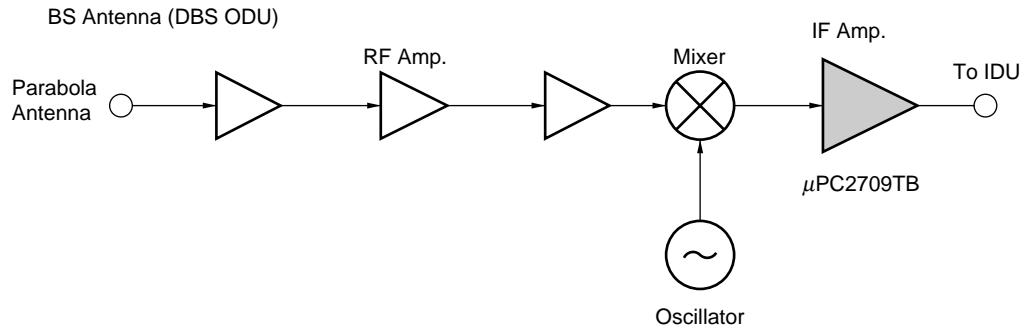 BS Antenna (DBS ODU)
RF Amp.
Mixer
IF Amp.
To IDU
Parabola
Antenna
µPC2709TB
Oscillator